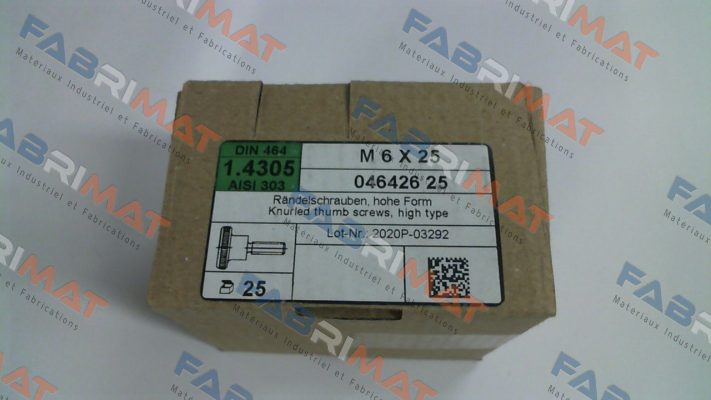 DIN 464
1.4305
AISI 303
M 6 X 25
046426 25
Rändelschrauben, hohe Form
Knurled thumb screws, high type
Lot-Nr.: 2020P-03292
25
FABRIMAT
Materiaux Industriel et Fabrications